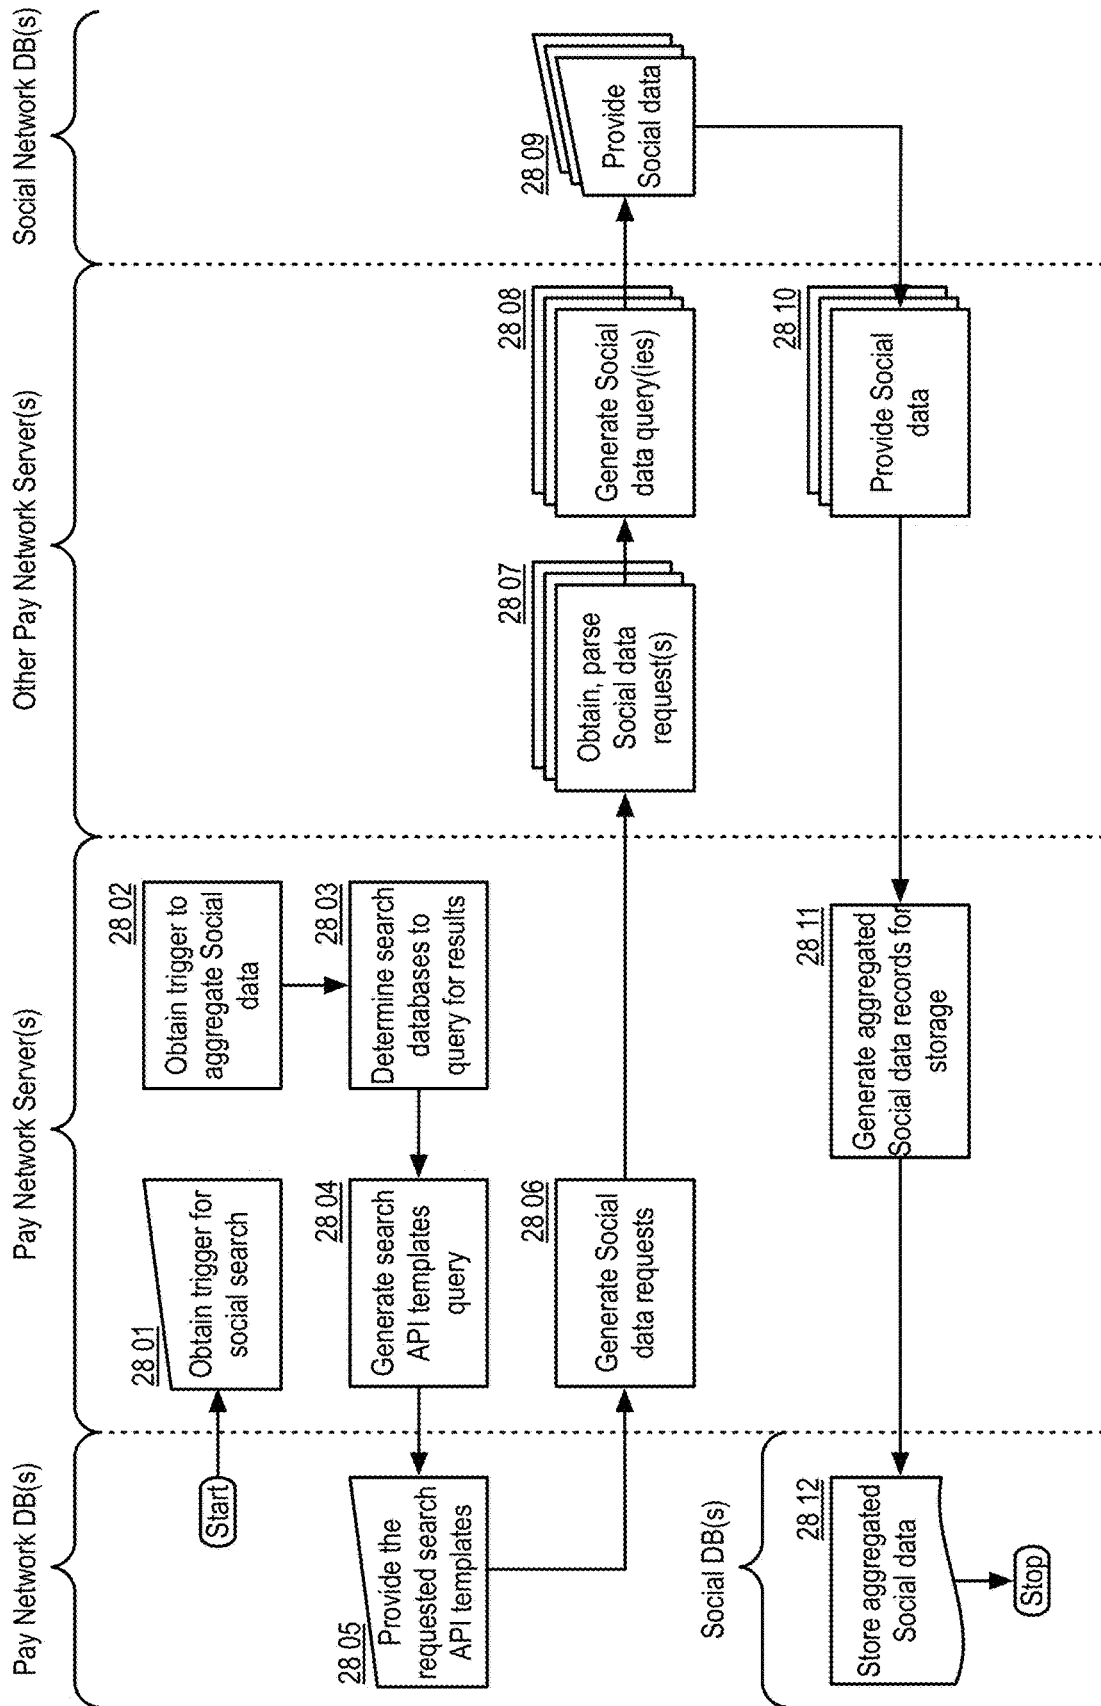 Pay Network DB(s)
Pay Network Server(s)
Other Pay Network Server(s)
Social Network DB(s)
Start
28 01
Obtain trigger for
social search
28 02
Obtain trigger to
aggregate Social
data
28 03
Determine search
databases to
query for results
28 04
Generate search
API templates
query
28 05
Provide the
requested search
API templates
28 06
Generate Social
data requests
28 07
Obtain, parse
Social data
request(s)
28 08
Generate Social
data query(ies)
28 09
Provide
Social data
28 10
Provide Social
data
28 11
Generate aggregated
Social data records for
storage
Social DB(s)
28 12
Store aggregated
Social data
Stop